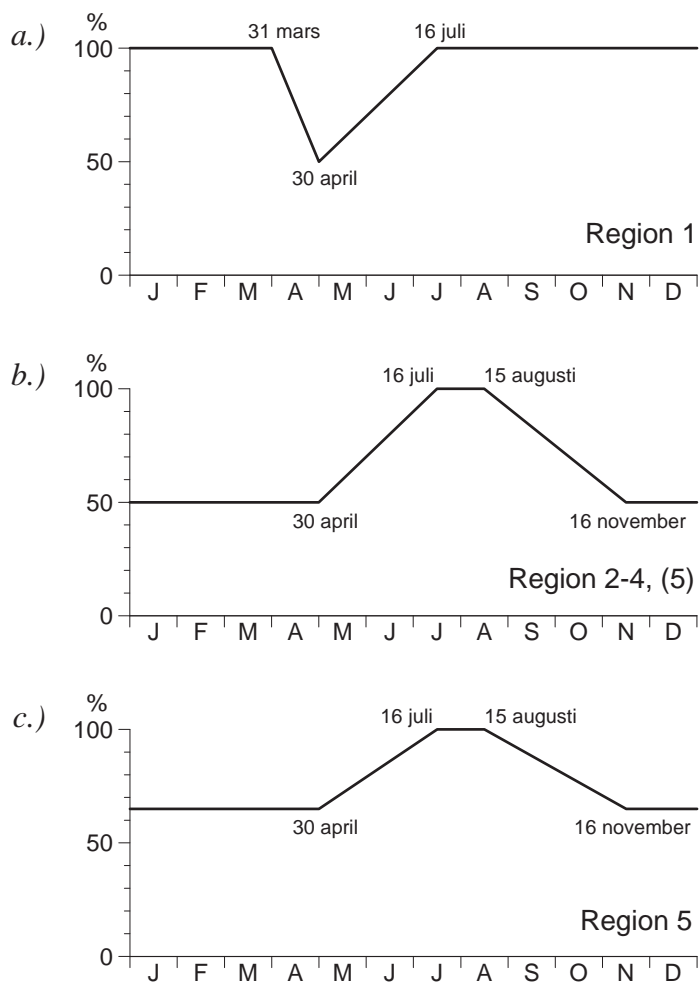 a.)
%
31 mars
16 juli
100
50
30 april
Region 1
0
J F M A M J J A S O N D
b.)
%
16 juli
15 augusti
100
50
30 april
16 november
Region 2-4, (5)
0
J F M A M J J A S O N D
c.)
%
16 juli
15 augusti
100
30 april
16 november
50
Region 5
0
J F M A M J J A S O N D